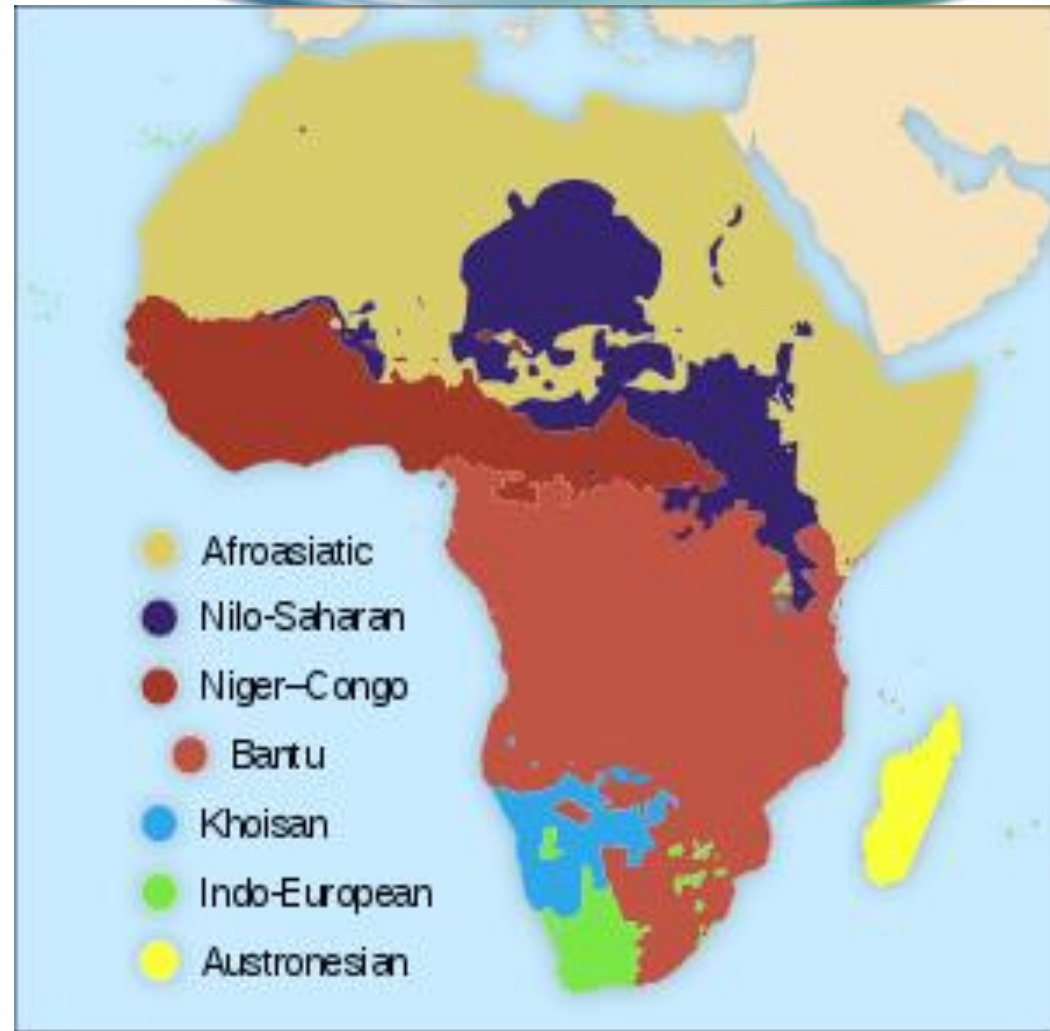 Afroasiatic
Nilo-Saharan
Niger–Congo
Bantu
Khoisan
Indo-European
Austronesian